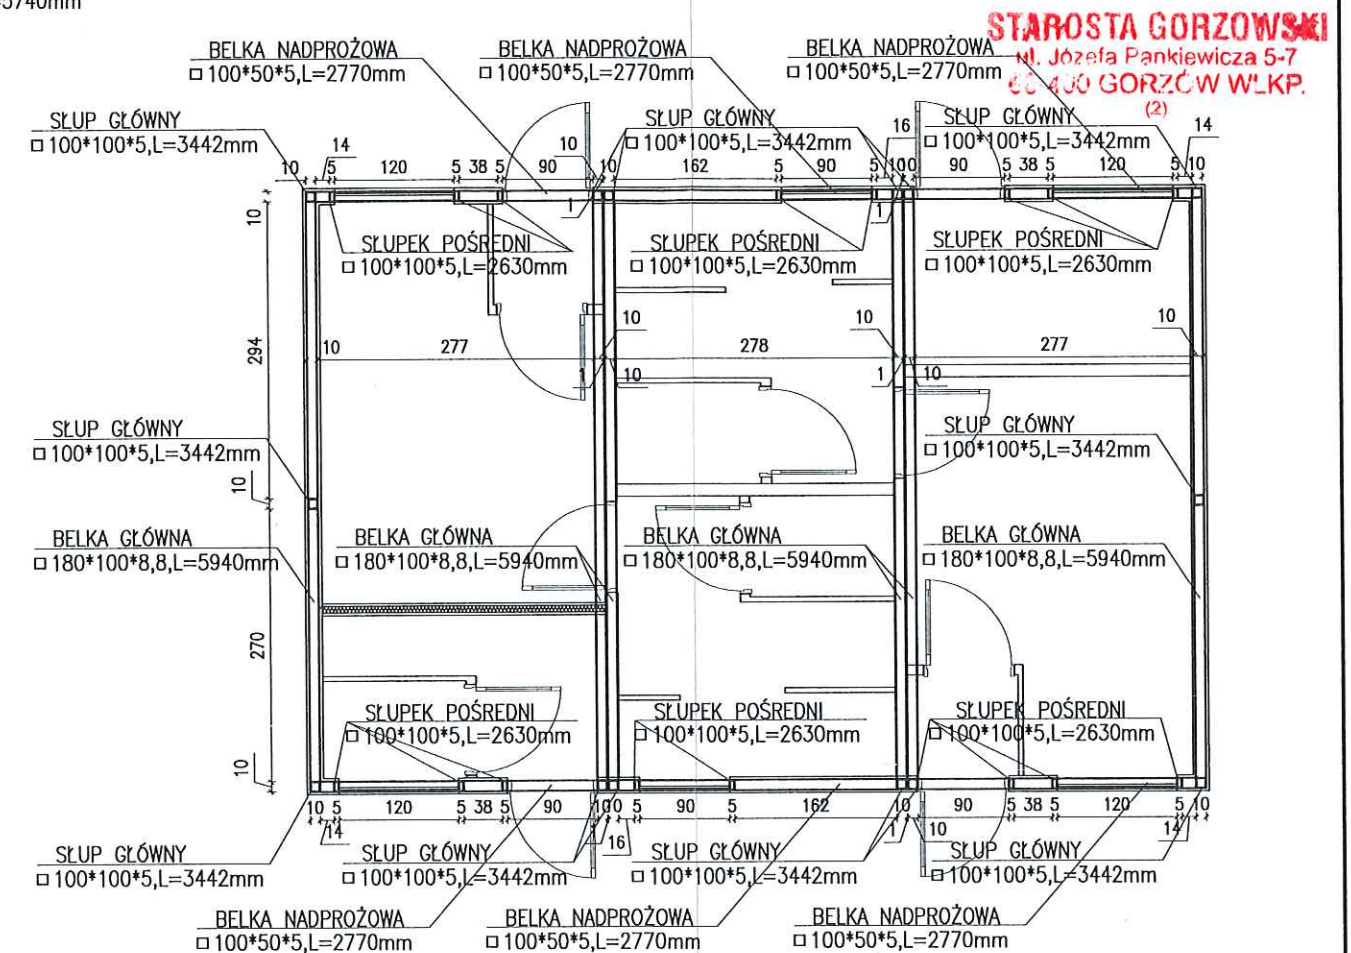 5740mm
STAROSTA GORZOWSKI
ul. Józefa Pankiewicza 5-7
66-400 GORZÓW WLKP.
(2)
BELKA NADPROŻOWA
□ 100*50*5,L=2770mm
BELKA NADPROŻOWA
□ 100*50*5,L=2770mm
BELKA NADPROŻOWA
□ 100*50*5,L=2770mm
SŁUP GŁÓWNY
□ 100*100*5,L=3442mm
SŁUP GŁÓWNY
□ 100*100*5,L=3442mm
SŁUP GŁÓWNY
□ 100*100*5,L=3442mm
14 10 16 14
10 5 120 5 38 5 90 10 162 5 90 5 10 10 90 5 38 5 120 5 10
1 1
10
SŁUPEK POŚREDNI
□ 100*100*5,L=2630mm
SŁUPEK POŚREDNI
□ 100*100*5,L=2630mm
SŁUPEK POŚREDNI
□ 100*100*5,L=2630mm
10 10 10
294 10 277 278 277
1 10 1 10
SŁUP GŁÓWNY
□ 100*100*5,L=3442mm
SŁUP GŁÓWNY
□ 100*100*5,L=3442mm
10
BELKA GŁÓWNA
□ 180*100*8,8,L=5940mm
BELKA GŁÓWNA
□ 180*100*8,8,L=5940mm
BELKA GŁÓWNA
□ 180*100*8,8,L=5940mm
BELKA GŁÓWNA
□ 180*100*8,8,L=5940mm
270
SŁUPEK POŚREDNI
□ 100*100*5,L=2630mm
SŁUPEK POŚREDNI
□ 100*100*5,L=2630mm
SŁUPEK POŚREDNI
□ 100*100*5,L=2630mm
10
10 5 120 5 38 5 90 10 10 5 90 5 162 10 90 5 38 5 120 5 10
14 16 1 10 14
SŁUP GŁÓWNY
□ 100*100*5,L=3442mm
SŁUP GŁÓWNY
□ 100*100*5,L=3442mm
SŁUP GŁÓWNY
□ 100*100*5,L=3442mm
SŁUP GŁÓWNY
□ 100*100*5,L=3442mm
BELKA NADPROŻOWA
□ 100*50*5,L=2770mm
BELKA NADPROŻOWA
□ 100*50*5,L=2770mm
BELKA NADPROŻOWA
□ 100*50*5,L=2770mm